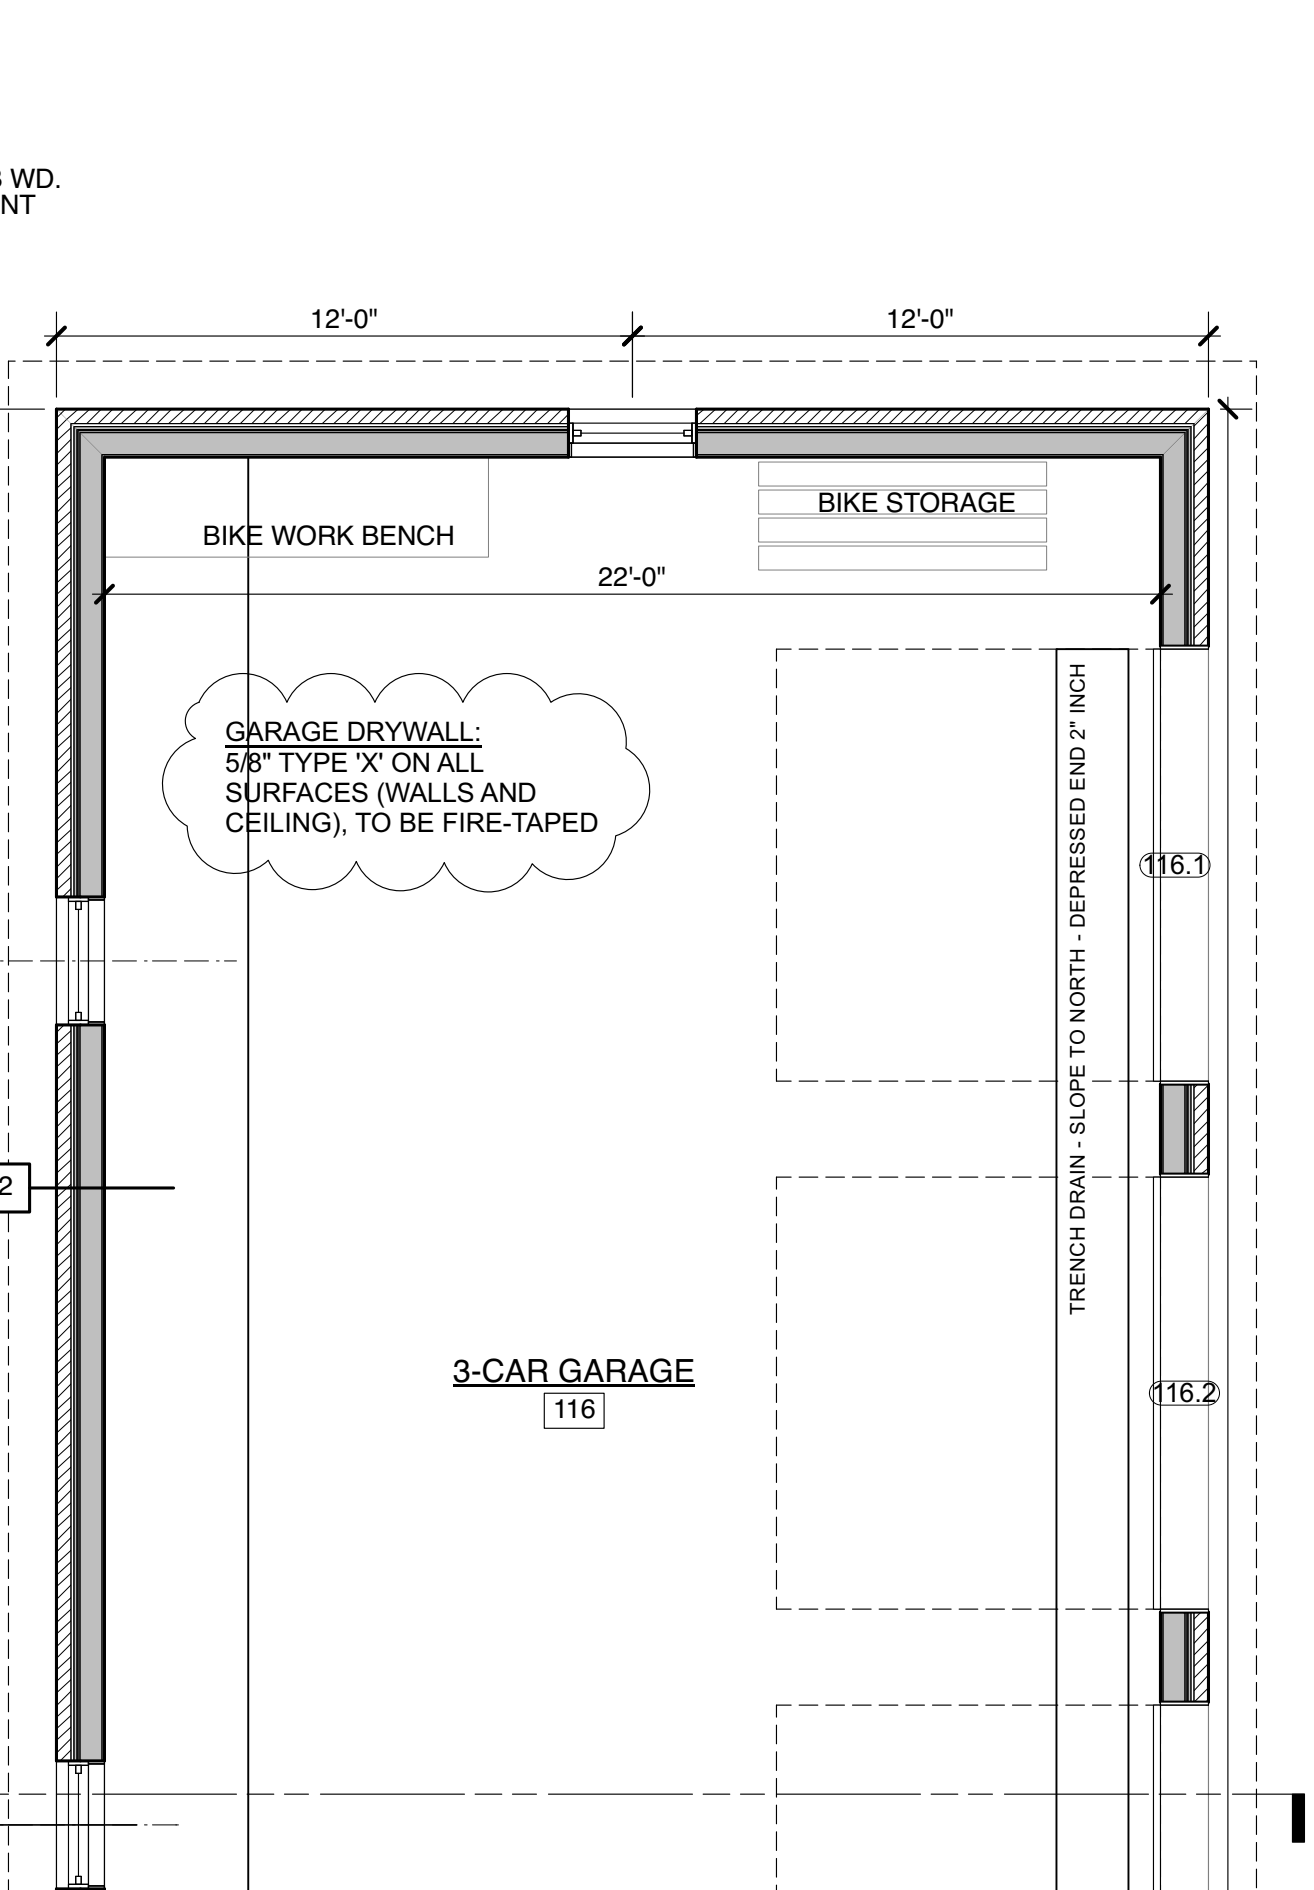 WD.
NT
12'-0"
12'-0"
BIKE WORK BENCH
BIKE STORAGE
22'-0"
GARAGE DRYWALL:
5/8" TYPE 'X' ON ALL
SURFACES (WALLS AND
CEILING), TO BE FIRE-TAPED
TRENCH DRAIN - SLOPE TO NORTH - DEPRESSED END 2" INCH
116.1
2
3-CAR GARAGE
116
116.2